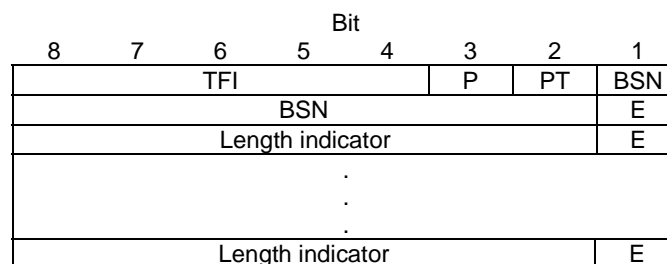 Bit
8 7 6 5 4 3 2 1
TFI P PT BSN
BSN E
Length indicator E
.
.
.
Length indicator E